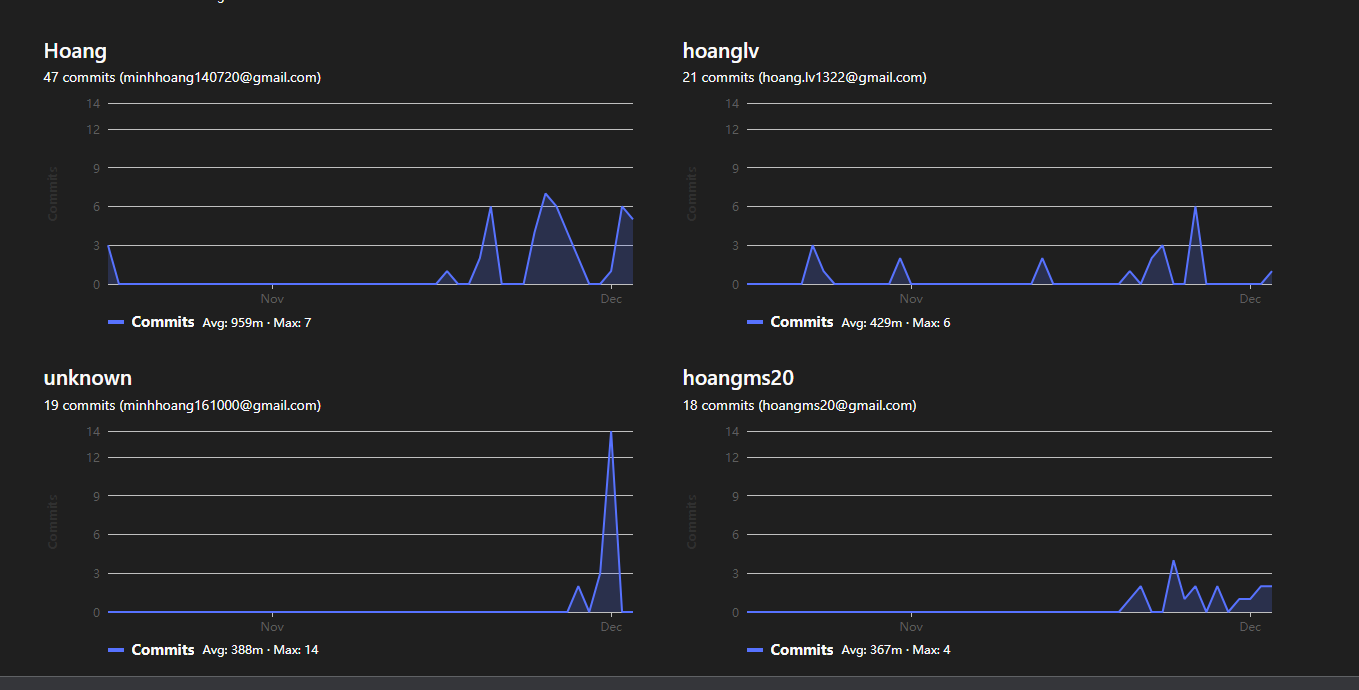 Hoang
47 commits (minhhoang140720@gmail.com)
14
12
9
6
3
0
Commits
Nov
Dec
Commits Avg: 959m · Max: 7
hoanglv
21 commits (hoang.lv1322@gmail.com)
14
12
9
6
3
0
Commits
Nov
Dec
Commits Avg: 429m · Max: 6
unknown
19 commits (minhhoang161000@gmail.com)
14
12
9
6
3
0
Commits
Nov
Dec
Commits Avg: 388m · Max: 14
hoangms20
18 commits (hoangms20@gmail.com)
14
12
9
6
3
0
Commits
Nov
Dec
Commits Avg: 367m · Max: 4